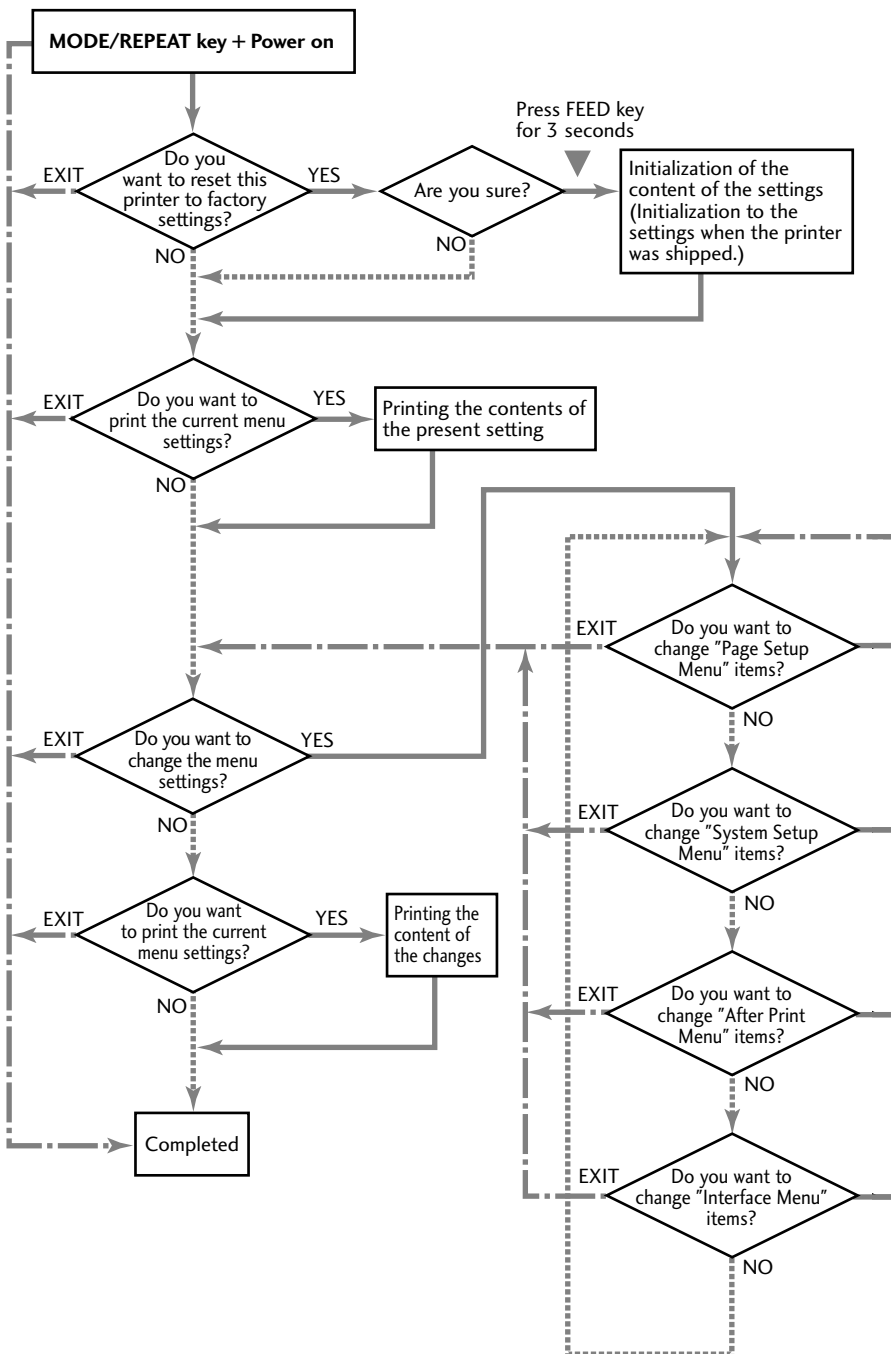 MODE/REPEAT key + Power on
Press FEED key
for 3 seconds
EXIT
Do you
want to reset this
printer to factory
settings?
YES
Are you sure?
Initialization of the
content of the settings
(Initialization to the
settings when the printer
was shipped.)
NO
NO
EXIT
Do you want to
print the current menu
settings?
YES
Printing the contents of
the present setting
NO
EXIT
Do you want to
change "Page Setup
Menu" items?
NO
EXIT
Do you want to
change the menu
settings?
YES
NO
EXIT
Do you want to
change "System Setup
Menu" items?
NO
EXIT
Do you want
to print the current
menu settings?
YES
Printing the
content of
the changes
NO
EXIT
Do you want to
change "After Print
Menu" items?
NO
Completed
EXIT
Do you want to
change "Interface Menu"
items?
NO